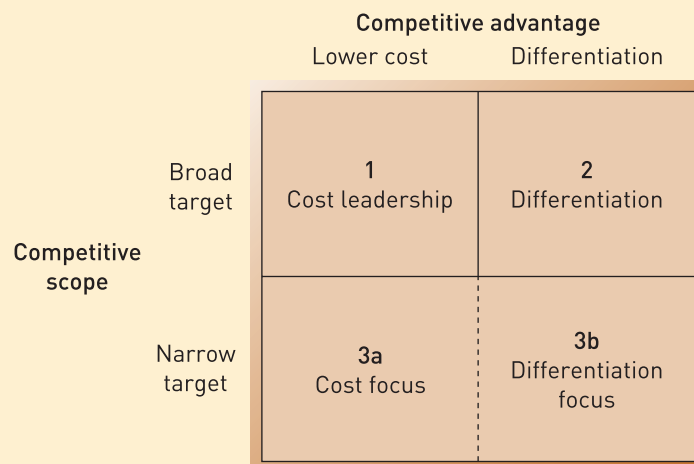 Competitive advantage
Lower cost Differentiation
Broad
target
1
Cost leadership
2
Differentiation
Competitive
scope
Narrow
target
3a
Cost focus
3b
Differentiation
focus